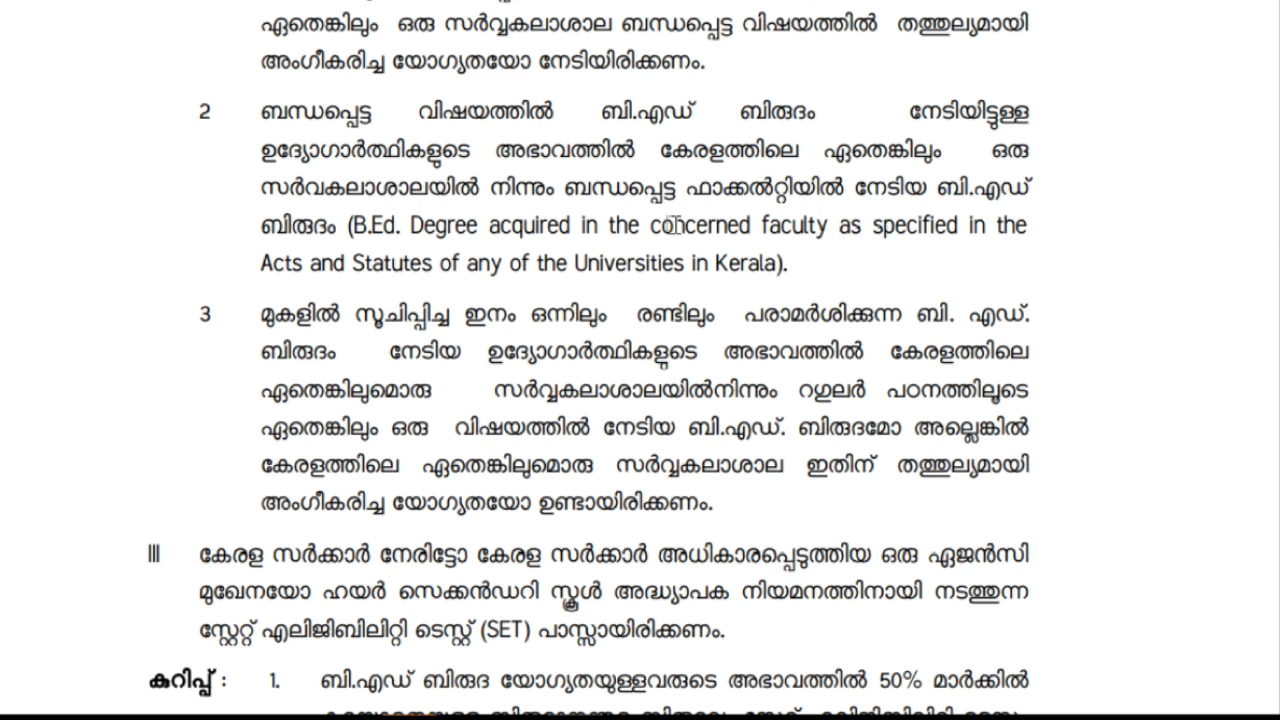 ഏതെങ്കിലും ഒരു സർവ്വകലാശാല ബന്ധപ്പെട്ട വിഷയത്തിൽ തത്തുല്യമായി
അംഗീകരിച്ച യോഗ്യതയോ നേടിയിരിക്കണം.
2 ബന്ധപ്പെട്ട വിഷയത്തിൽ ബി.എഡ് ബിരുദം നേടിയിട്ടുള്ള
ഉദ്യോഗാർത്ഥികളുടെ അഭാവത്തിൽ കേരളത്തിലെ ഏതെങ്കിലും ഒരു
സർവകലാശാലയിൽ നിന്നും ബന്ധപ്പെട്ട ഫാക്കൽറ്റിയിൽ നേടിയ ബി.എഡ്
ബിരുദം (B.Ed. Degree acquired in the concerned faculty as specified in the
Acts and Statutes of any of the Universities in Kerala).
3 മുകളിൽ സൂചിപ്പിച്ച ഇനം ഒന്നിലും രണ്ടിലും പരാമർശിക്കുന്ന ബി. എഡ്.
ബിരുദം നേടിയ ഉദ്യോഗാർത്ഥികളുടെ അഭാവത്തിൽ കേരളത്തിലെ
ഏതെങ്കിലുമൊരു സർവ്വകലാശാലയിൽനിന്നും റഗുലർ പഠനത്തിലൂടെ
ഏതെങ്കിലും ഒരു വിഷയത്തിൽ നേടിയ ബി.എഡ്. ബിരുദമോ അല്ലെങ്കിൽ
കേരളത്തിലെ ഏതെങ്കിലുമൊരു സർവ്വകലാശാല ഇതിന് തത്തുല്യമായി
അംഗീകരിച്ച യോഗ്യതയോ ഉണ്ടായിരിക്കണം.
III കേരള സർക്കാർ നേരിട്ടോ കേരള സർക്കാർ അധികാരപ്പെടുത്തിയ ഒരു ഏജൻസി
മുഖേനയോ ഹയർ സെക്കൻഡറി സ്കൂൾ അദ്ധ്യാപക നിയമനത്തിനായി നടത്തുന്ന
സ്റ്റേറ്റ് എലിജിബിലിറ്റി ടെസ്റ്റ് (SET) പാസ്സായിരിക്കണം.
കുറിപ്പ് : 1. ബി.എഡ് ബിരുദ യോഗ്യതയുള്ളവരുടെ അഭാവത്തിൽ 50% മാർക്കിൽ